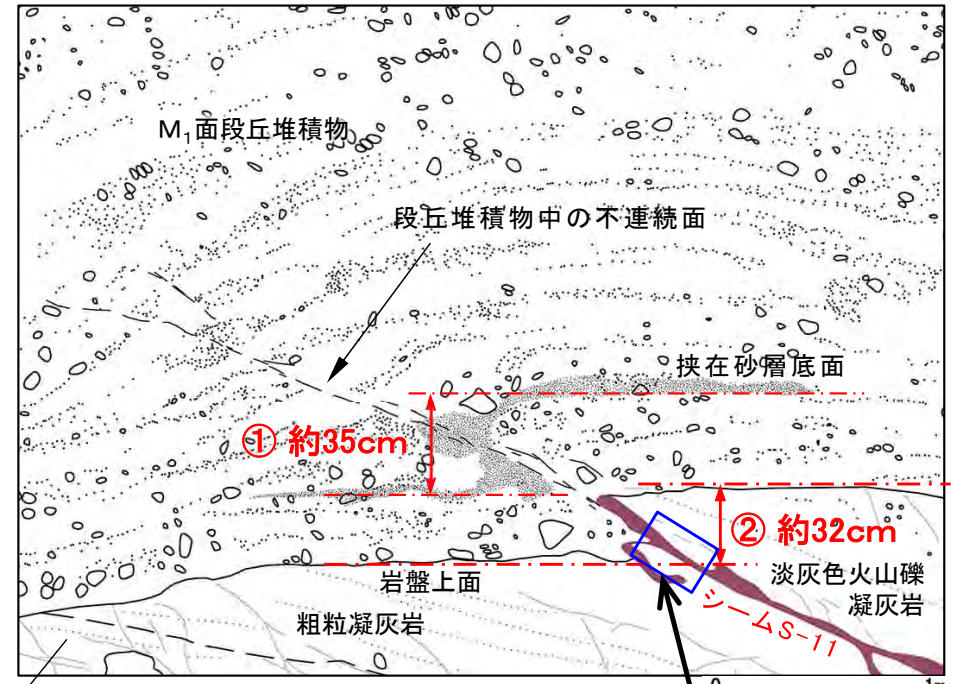 M₁面段丘堆積物
段丘堆積物中の不連続面
挟在砂層底面
① 約35cm
② 約32cm
岩盤上面
淡灰色火山礫
凝灰岩
粗粒凝灰岩
シームS-11
0 1m